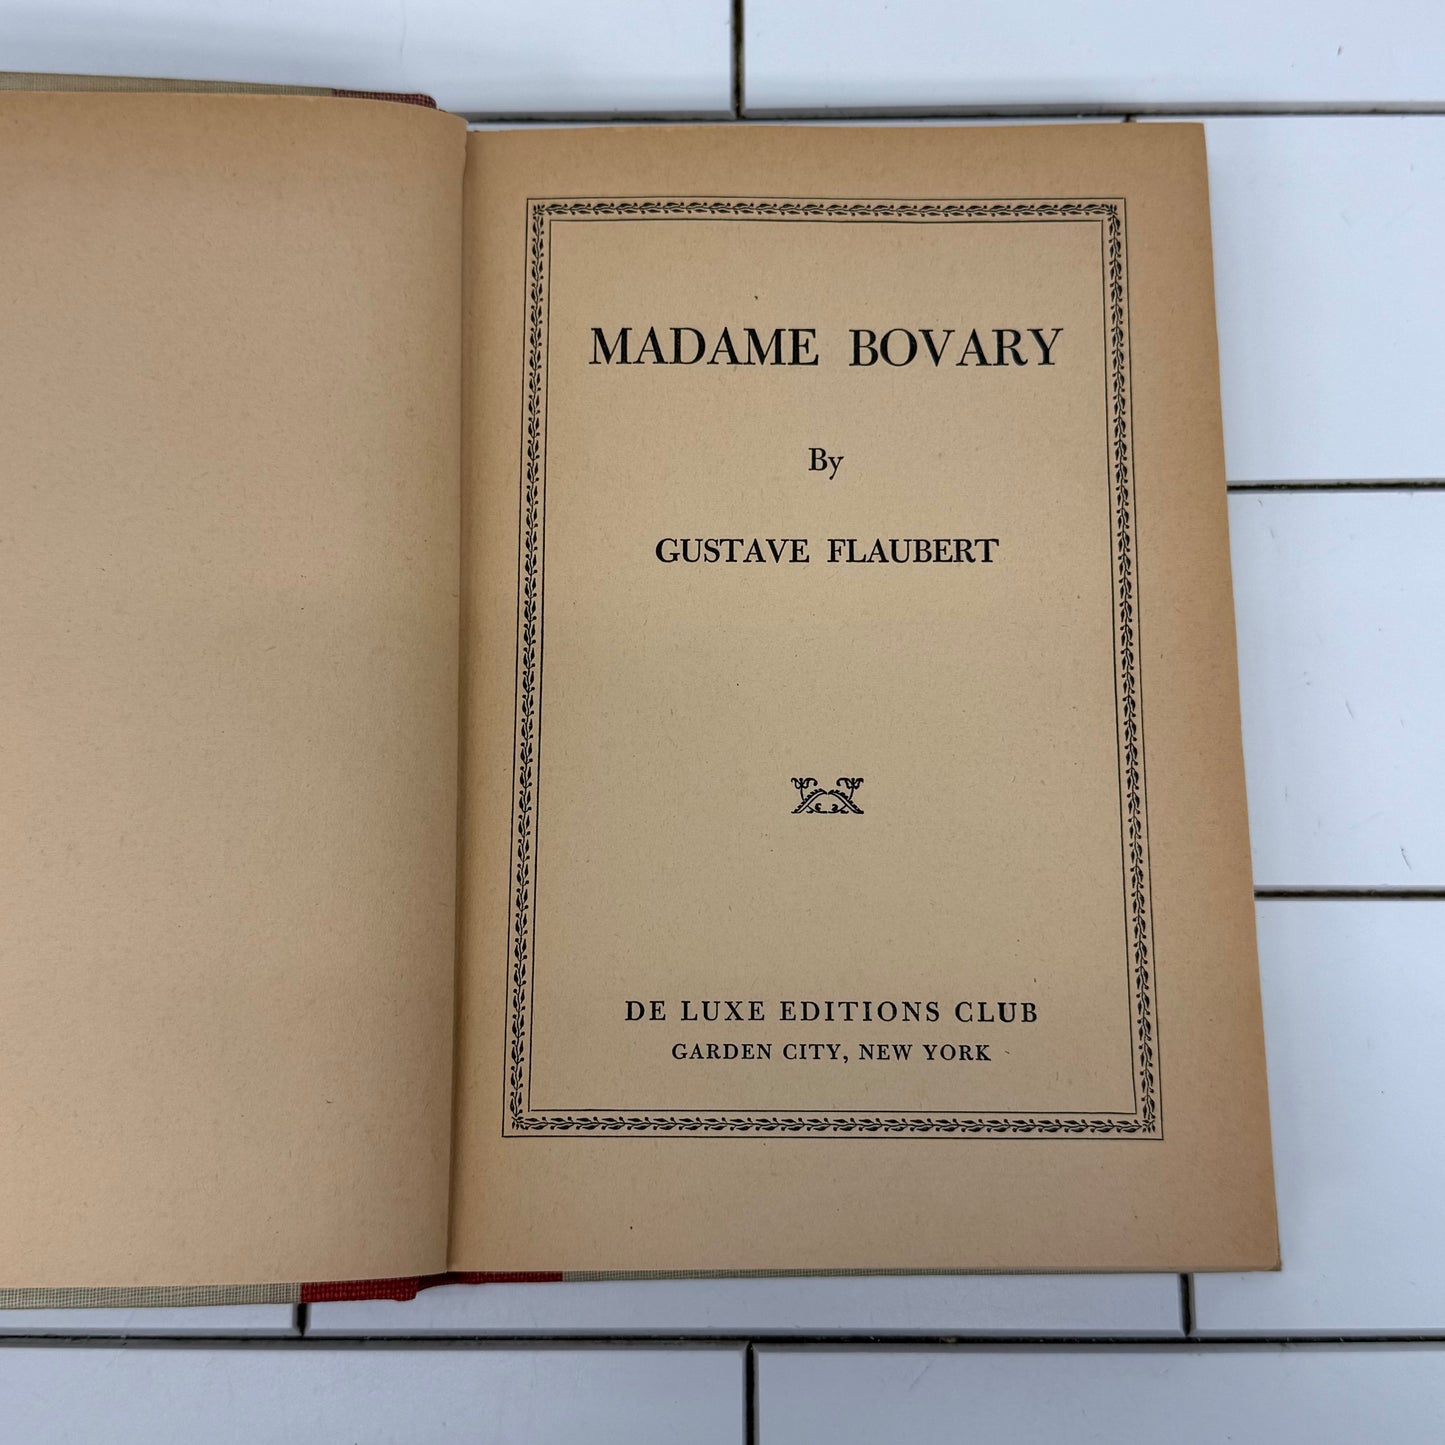 MADAME BOVARY
By
GUSTAVE FLAUBERT
DE LUXE EDITIONS CLUB
GARDEN CITY, NEW YORK